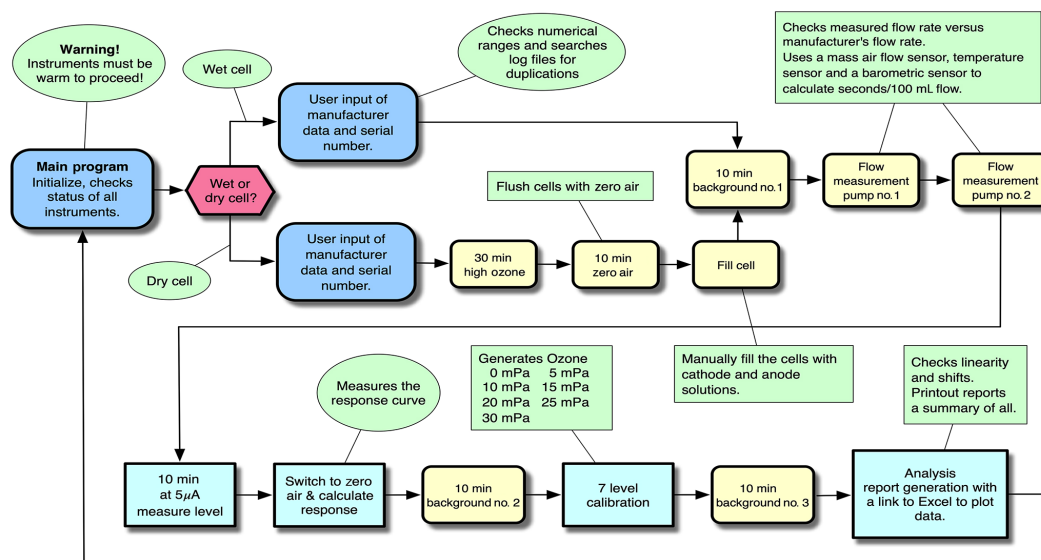 Warning!
Instruments must be
warm to proceed!
Wet cell
Checks numerical
ranges and searches
log files for
duplications
Checks measured flow rate versus
manufacturer's flow rate.
Uses a mass air flow sensor, temperature
sensor and a barometric sensor to
calculate seconds/100 mL flow.
User input of
manufacturer
data and serial
number.
Main program
Initialize, checks
status of all
instruments.
Wet or
dry cell?
Flush cells with zero air
10 min
background no.1
Flow
measurement
pump no.1
Flow
measurement
pump no.2
Dry cell
User input of
manufacturer
data and serial
number.
30 min
high ozone
10 min
zero air
Fill cell
Manually fill the cells with
cathode and anode
solutions.
Measures the
response curve
Generates Ozone
0 mPa 5 mPa
10 mPa 15 mPa
20 mPa 25 mPa
30 mPa
Checks linearity
and shifts.
Printout reports
a summary of all.
10 min
at 5μA
measure level
Switch to zero
air & calculate
response
10 min
background no. 2
7 level
calibration
10 min
background no. 3
Analysis
report generation with
a link to Excel to plot
data.